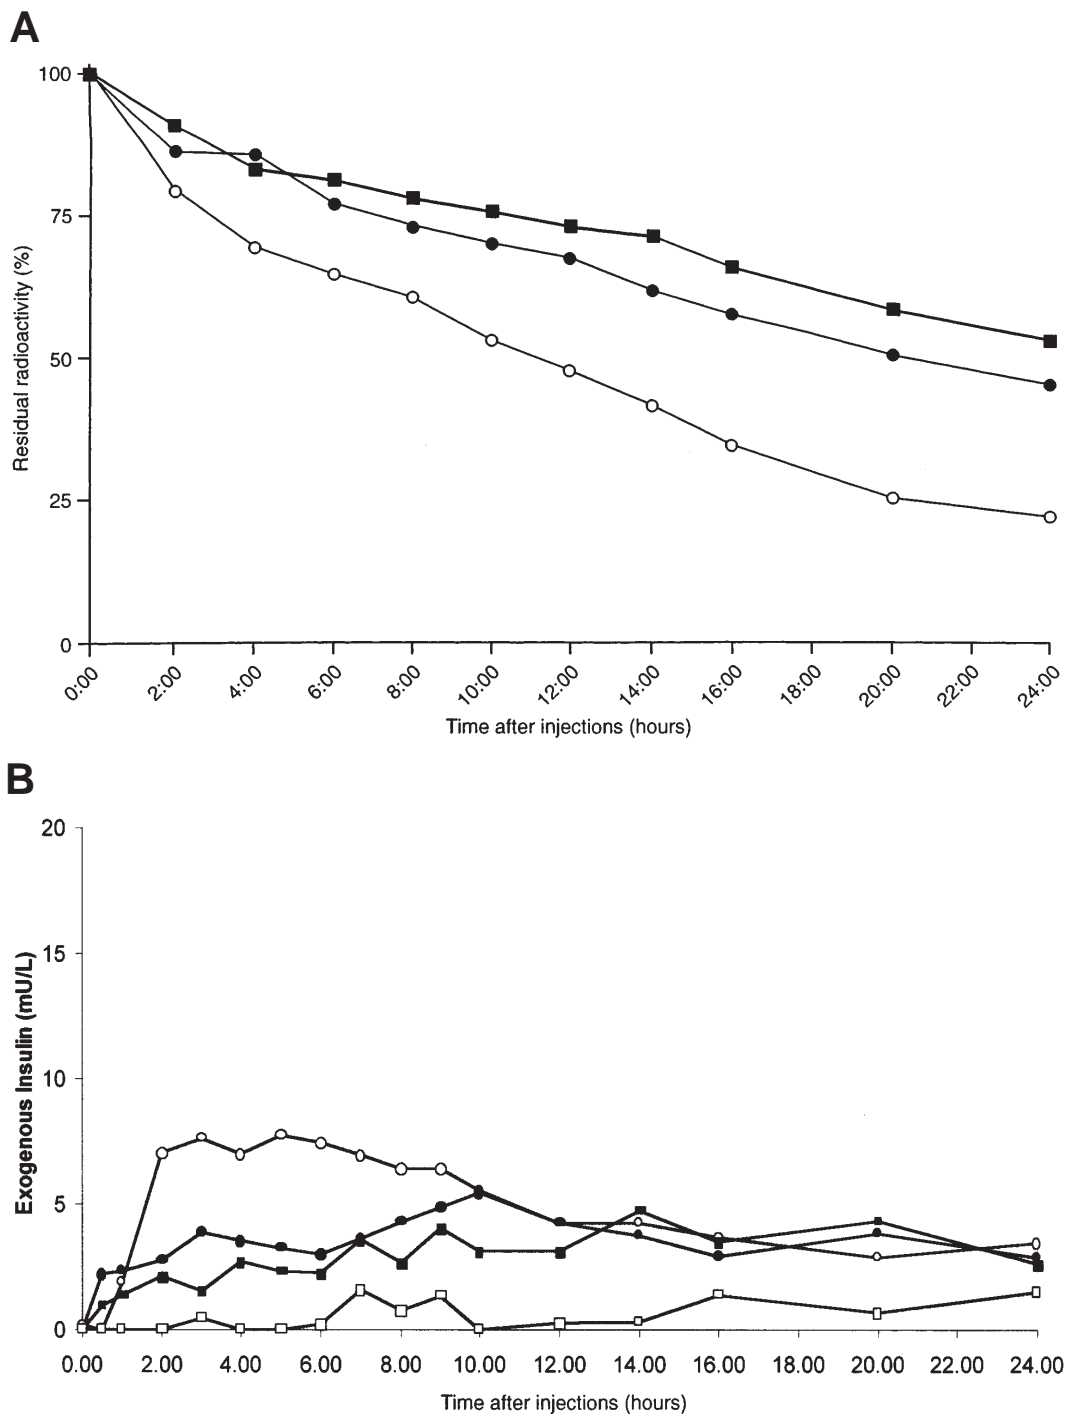 A
100
75
50
25
0
Residual radioactivity (%)
0:00 2:00 4:00 6:00 8:00 10:00 12:00 14:00 16:00 18:00 20:00 22:00 24:00
Time after injections (hours)
B
20
15
10
5
0
Exogenous Insulin (mU/L)
0.00 2.00 4.00 6.00 8.00 10.00 12.00 14.00 16.00 18.00 20.00 22.00 24.00
Time after injections (hours)